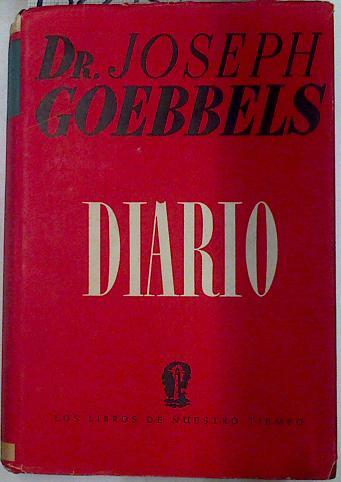 DR. JOSEPH
GOEBBELS
DIARIO
LOS LIBROS DE NUESTRO TIEMPO